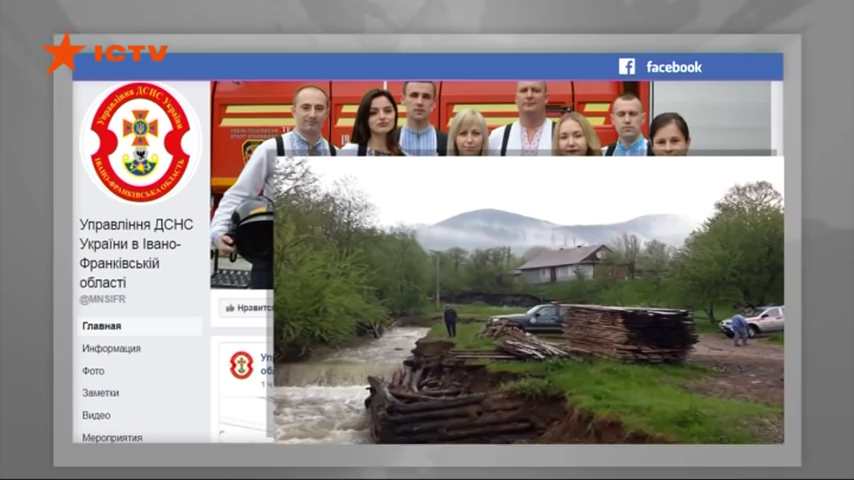 ICTV
facebook
Управління ДСНС України
ІВАНО-ФРАНКІВСЬКА ОБЛАСТЬ
Управління ДСНС
України в Івано-
Франківській
області
@MNSIFR
Нравится
Главная
Информация
Фото
Заметки
Видео
Мероприятия